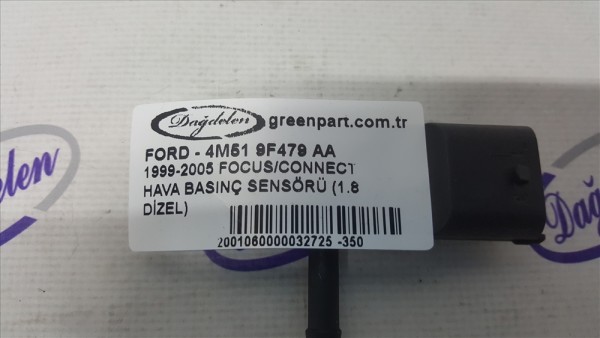 Dağdelen greenpart.com.tr
FORD - 4M51 9F479 AA
1999-2005 FOCUS/CONNECT
HAVA BASINÇ SENSÖRÜ (1.8
DİZEL)
2001060000032725 -350
Dağdelen